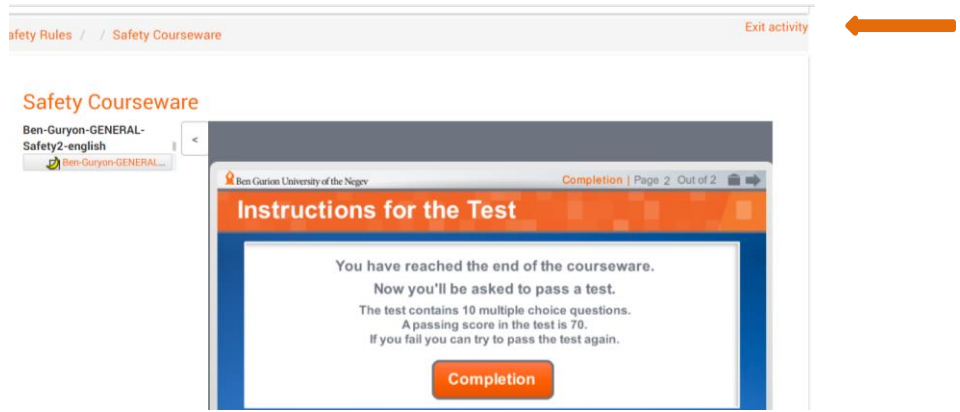 afety Rules / / Safety Courseware
Exit activity
Safety Courseware
Ben-Guryon-GENERAL-
Safety2-english
Ben-Guryon-GENERAL...
<
Ben Gurion University of the Negev
Completion | Page 2 Out of 2
Instructions for the Test
You have reached the end of the courseware.
Now you'll be asked to pass a test.
The test contains 10 multiple choice questions.
A passing score in the test is 70.
If you fail you can try to pass the test again.
Completion